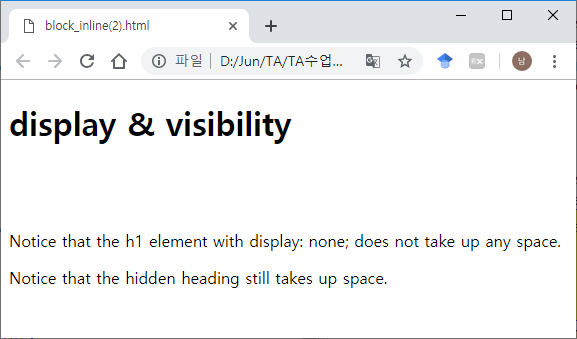 block_inline(2).html
파일 D:/Jun/TA/TA수업...
남
display & visibility
Notice that the h1 element with display: none; does not take up any space.
Notice that the hidden heading still takes up space.